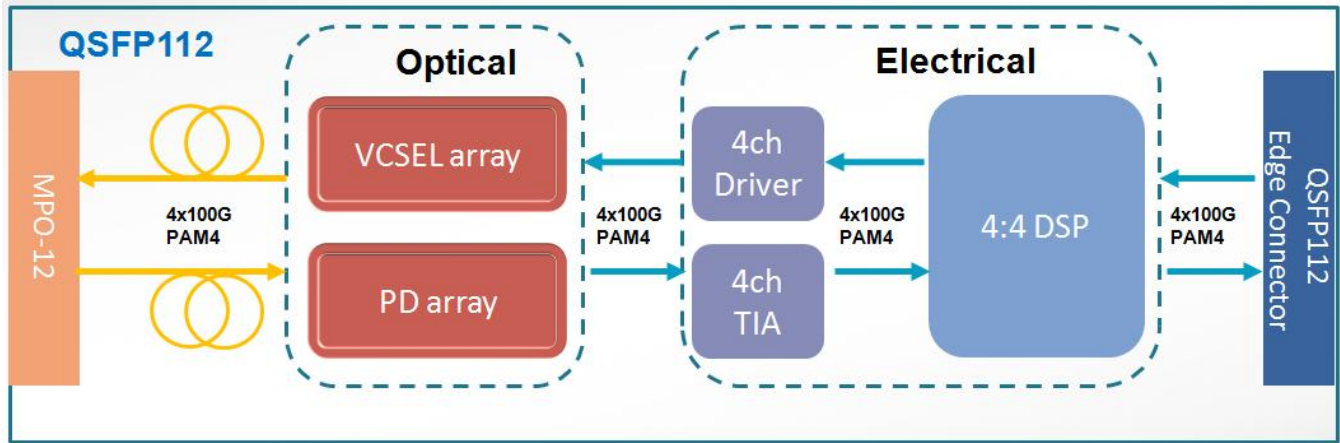 QSFP112
Optical
Electrical
MPO-12
VCSEL array
PD array
4x100G
PAM4
4x100G
PAM4
4ch
Driver
4ch
TIA
4x100G
PAM4
4:4 DSP
4x100G
PAM4
QSFP112
Edge Connector